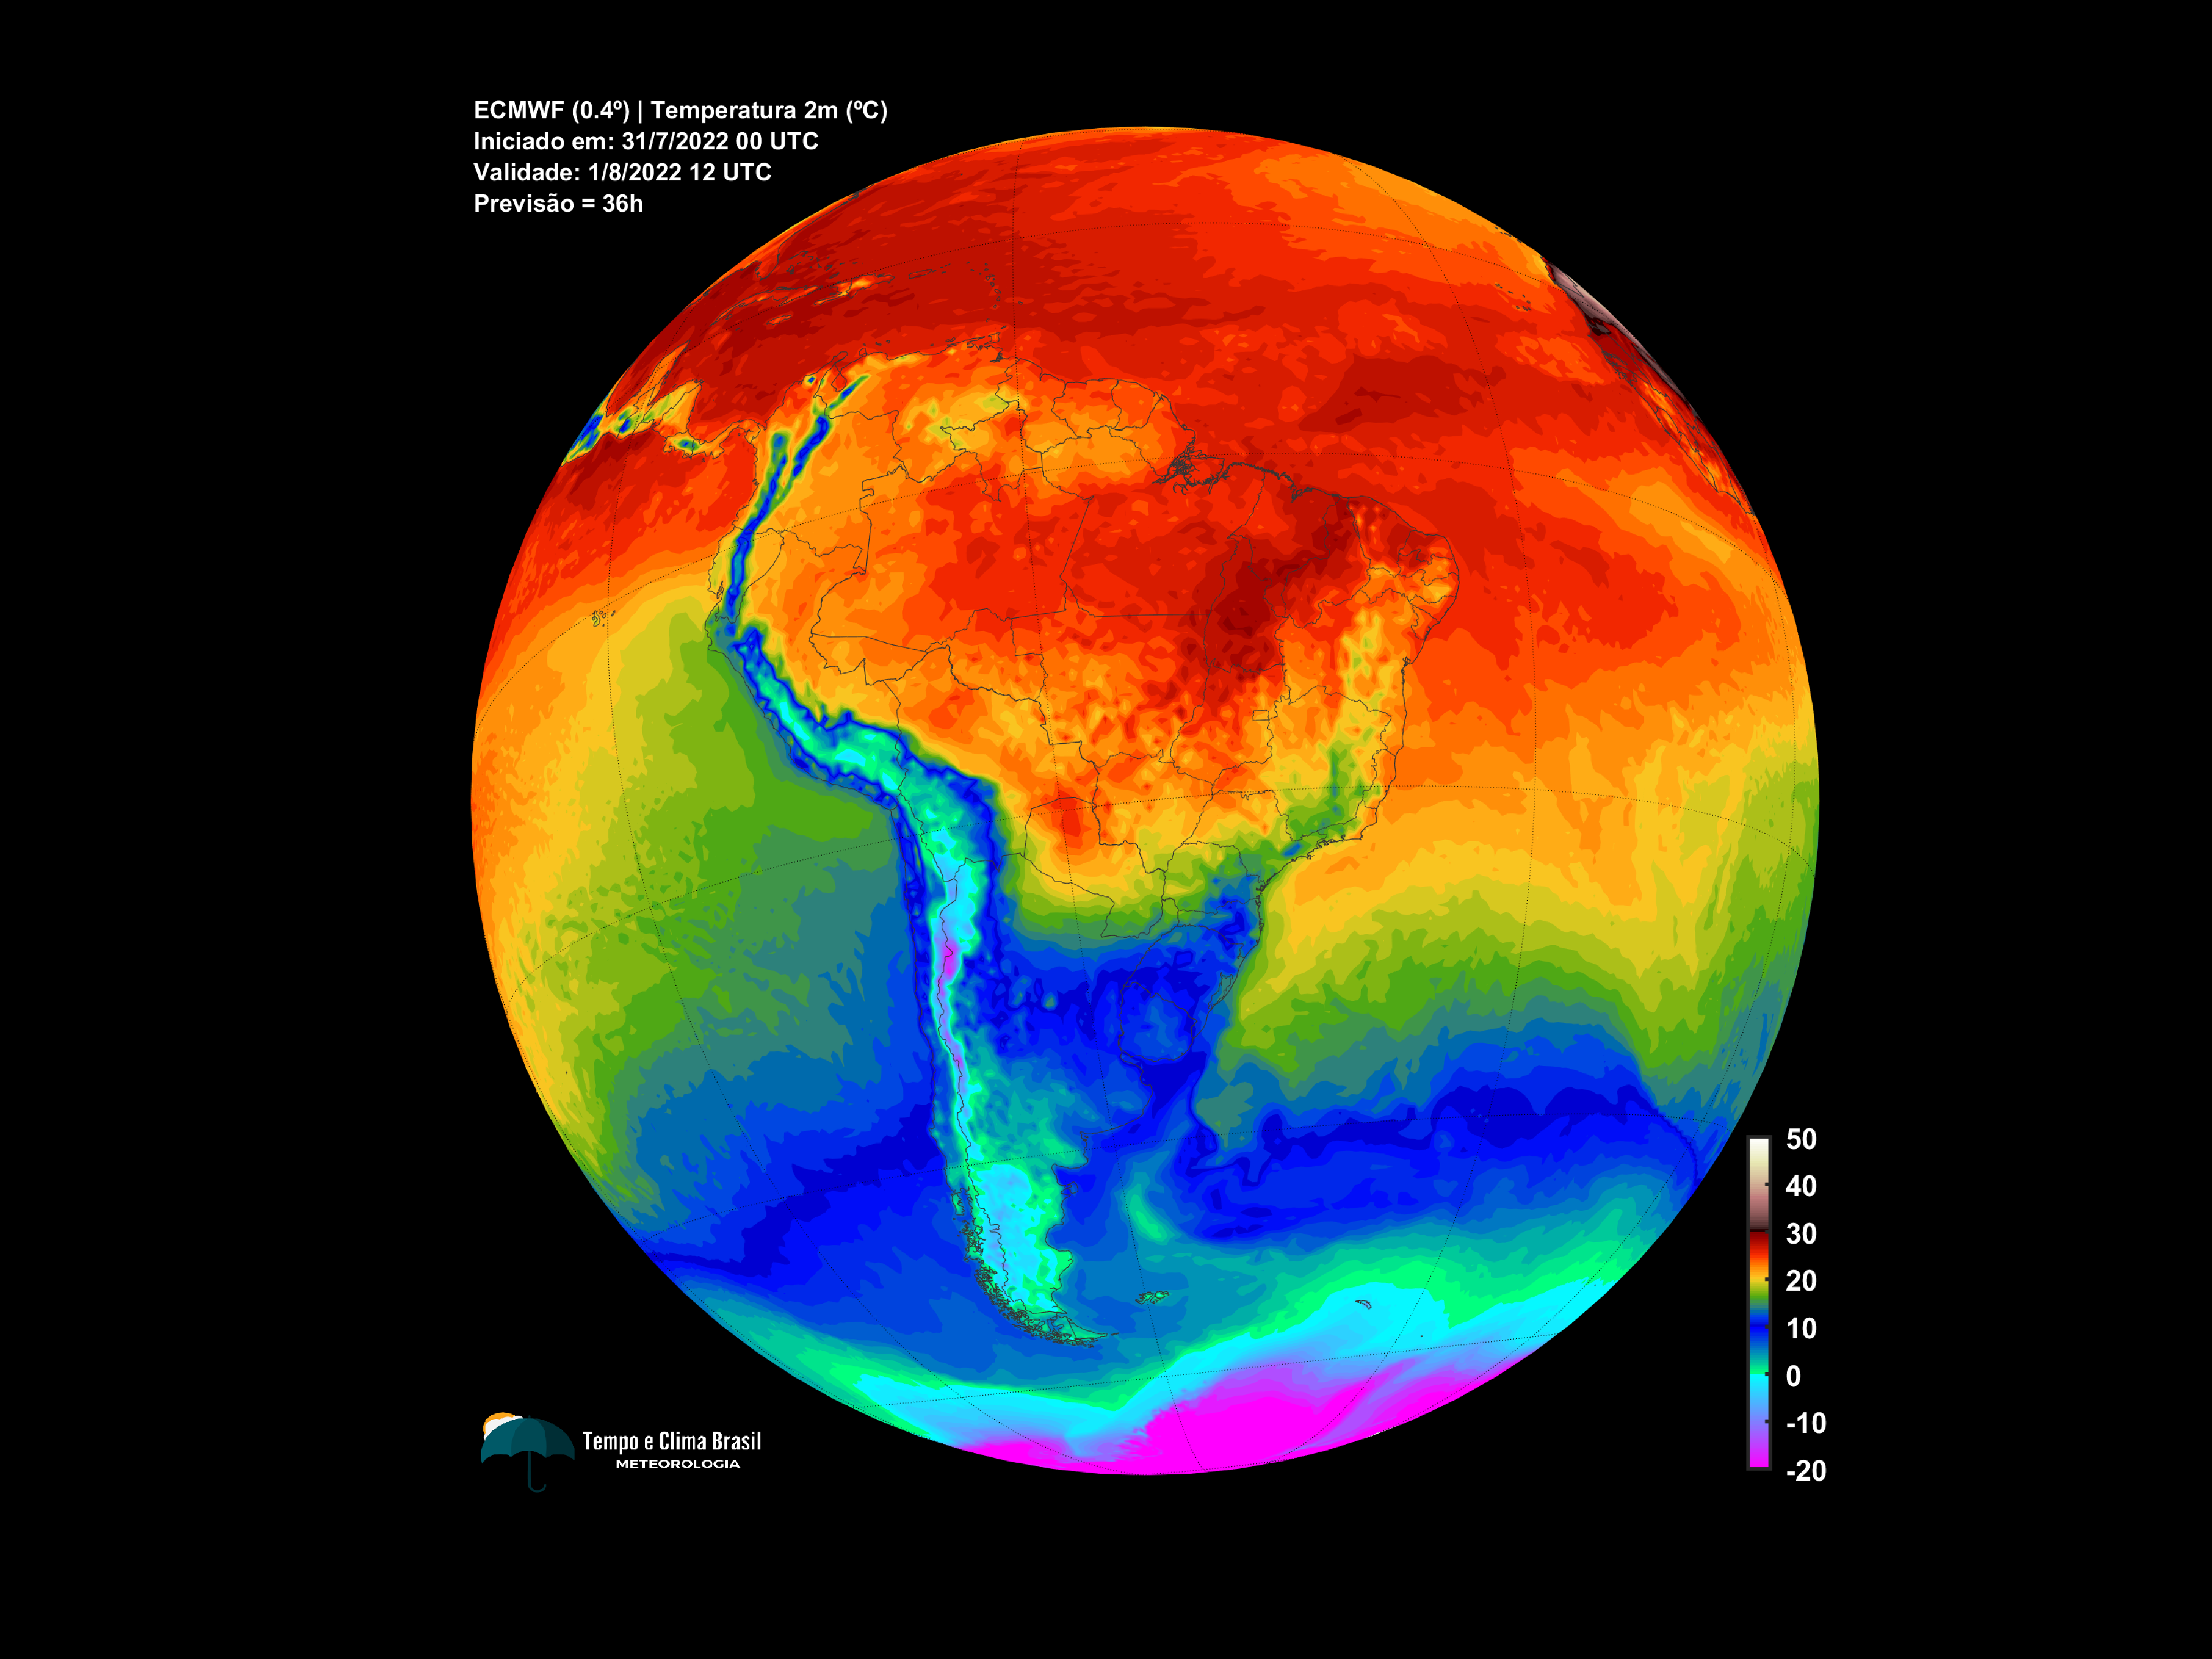 ECMWF (0.4º) | Temperatura 2m (ºC)
Iniciado em: 31/7/2022 00 UTC
Validade: 1/8/2022 12 UTC
Previsão = 36h
50
40
30
20
10
0
-10
-20
Tempo e Clima Brasil
METEOROLOGIA